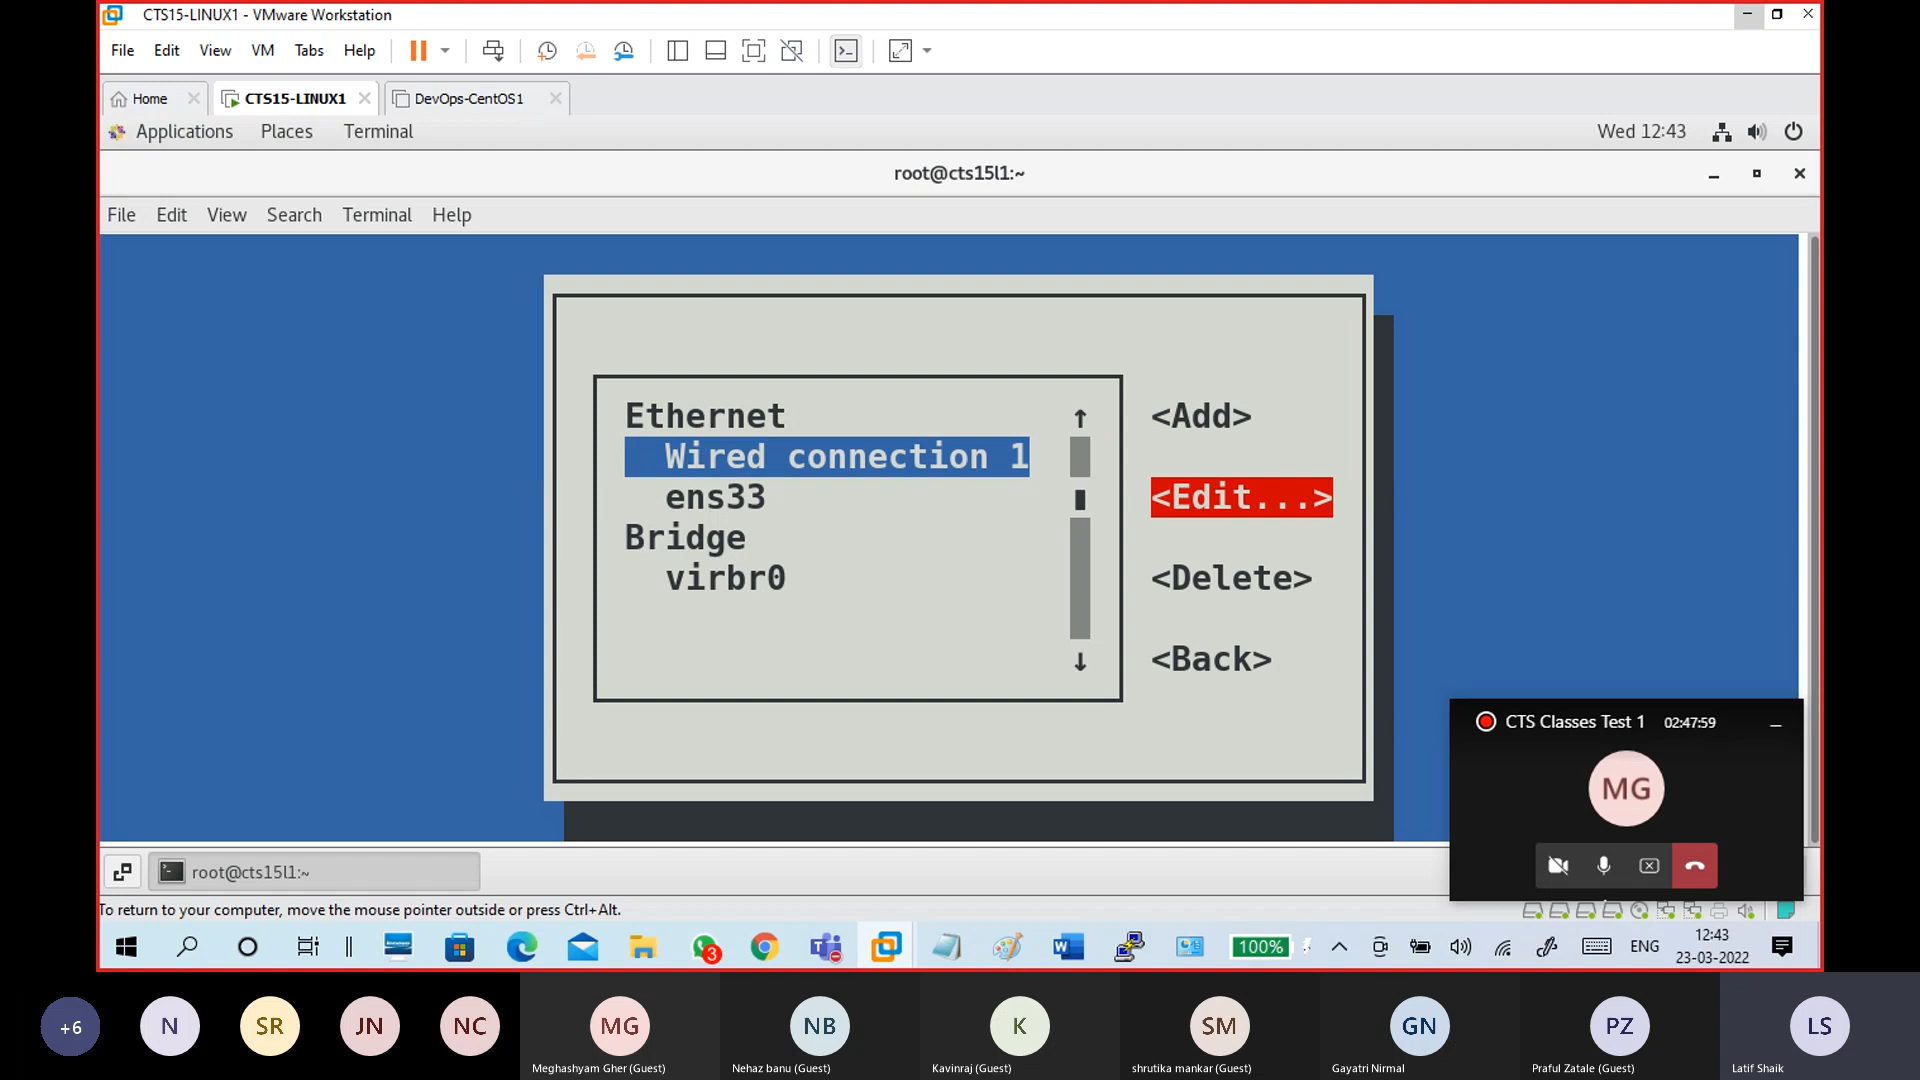 CTS15-LINUX1 - VMware Workstation
File Edit View VM Tabs Help
Home CTS15-LINUX1 DevOps-CentOS1
Applications Places Terminal Wed 12:43
root@cts15l1:~
File Edit View Search Terminal Help
Ethernet
Wired connection 1
ens33
Bridge
virbr0
<Add>
<Edit...>
<Delete>
<Back>
CTS Classes Test 1 02:47:59
MG
root@cts15l1:~
To return to your computer, move the mouse pointer outside or press Ctrl+Alt.
3 100% ENG 12:43
23-03-2022
+6 N SR JN NC MG NB K SM GN PZ LS
Meghashyam Gher (Guest) Nehaz banu (Guest) Kavinraj (Guest) shrutika mankar (Guest) Gayatri Nirmal Praful Zatale (Guest) Latif Shaik